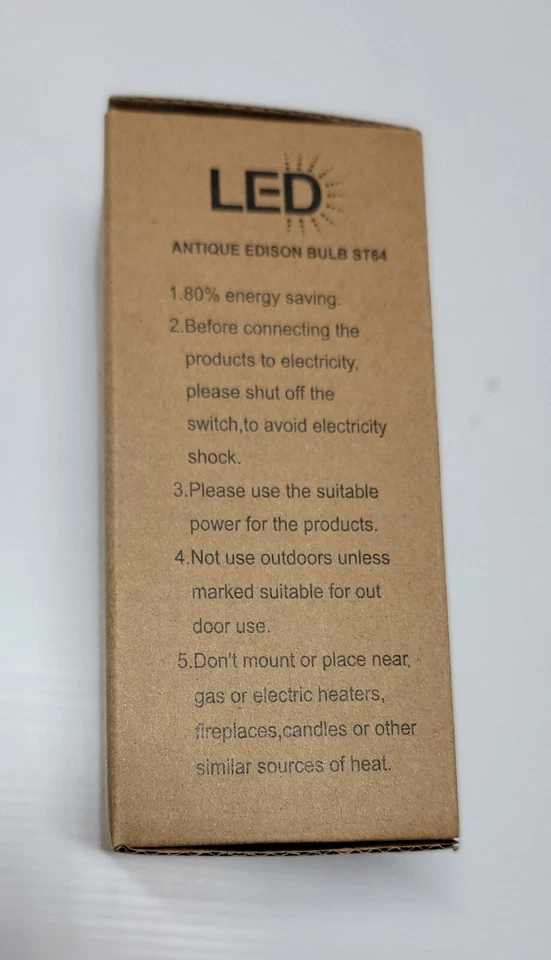 LED
ANTIQUE EDISON BULB ST64
1.80% energy saving.
2.Before connecting the
products to electricity,
please shut off the
switch,to avoid electricity
shock.
3.Please use the suitable
power for the products.
4.Not use outdoors unless
marked suitable for out
door use.
5.Don't mount or place near,
gas or electric heaters,
fireplaces,candles or other
similar sources of heat.